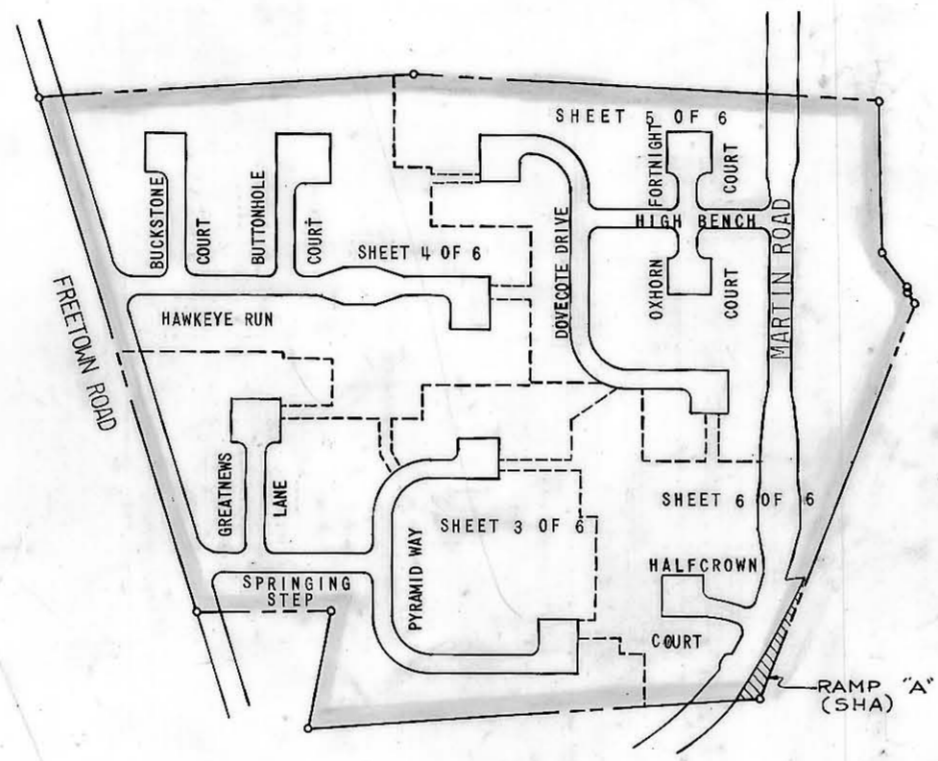 SHEET 5 OF 6
FORTNIGHT
COURT
BUCKSTONE
COURT
BUTTONHOLE
COURT
HIGH BENCH
DOVECOTE DRIVE
MARTIN ROAD
SHEET 4 OF 6
OXHORN
COURT
HAWKEYE RUN
FREETOWN ROAD
GREATNEWS
LANE
SHEET 6 OF 6
SHEET 3 OF 6
PYRAMID WAY
HALFCROWN
COURT
SPRINGING
STEP
RAMP "A"
(SHA)